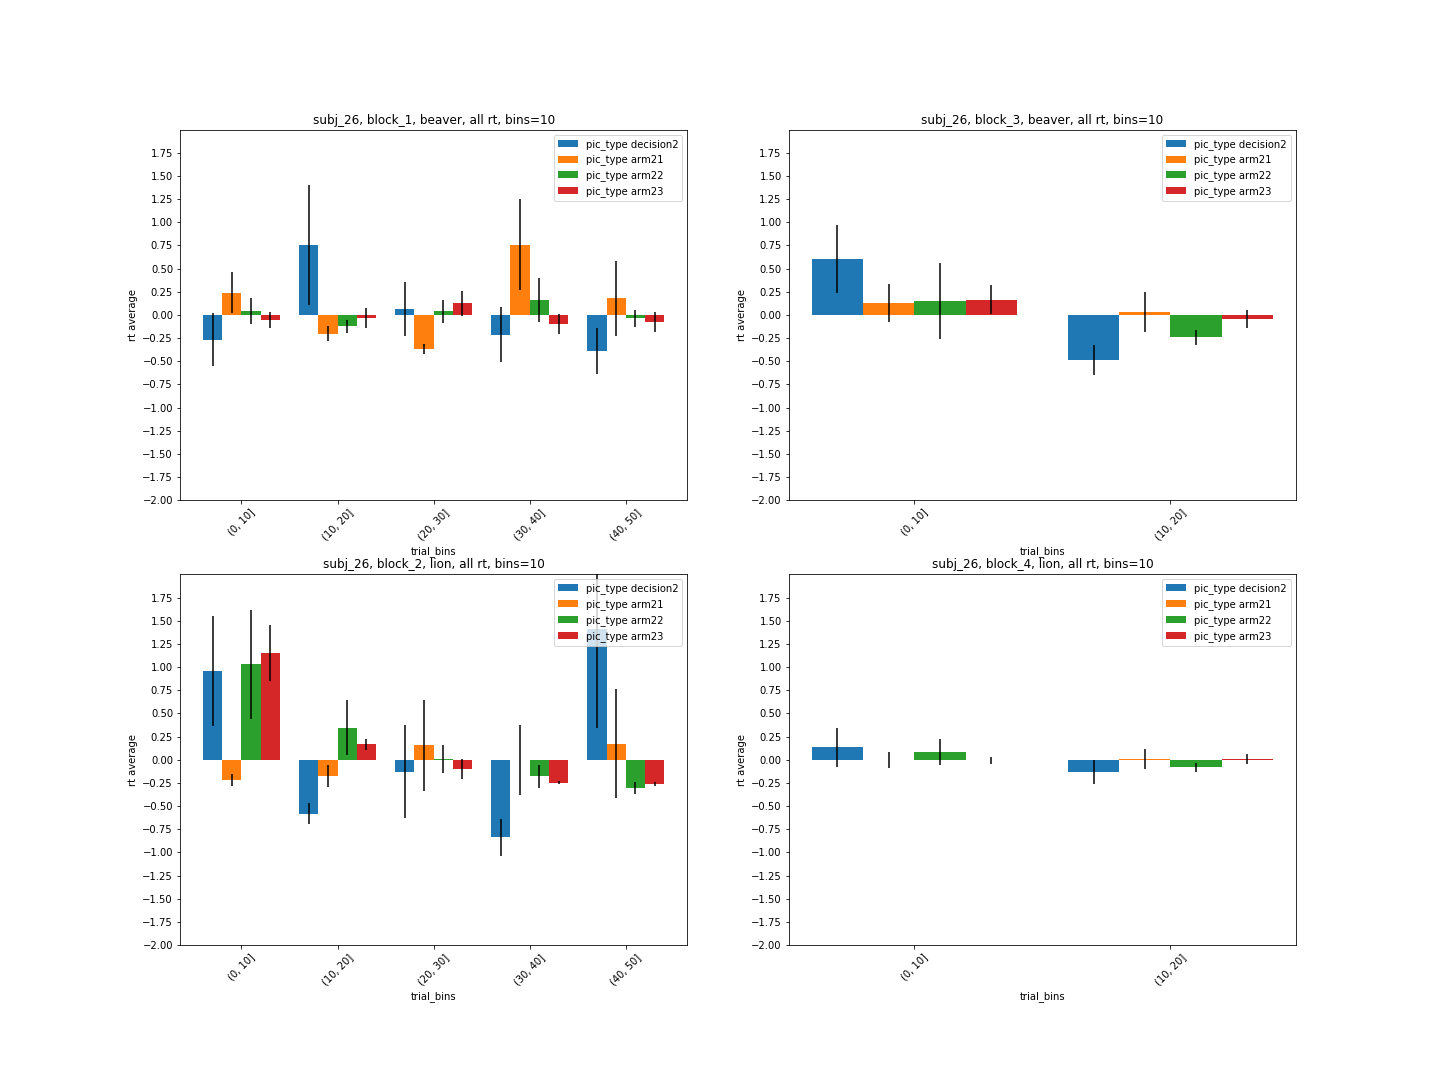 subj_26, block_1, beaver, all rt, bins=10
pic_type decision2
pic_type arm21
pic_type arm22
pic_type arm23
1.75
1.50
1.25
1.00
0.75
0.50
0.25
0.00
−0.25
−0.50
−0.75
−1.00
−1.25
−1.50
−1.75
−2.00
rt average
(0, 10]
(10, 20]
(20, 30]
(30, 40]
(40, 50]
trial_bins
subj_26, block_3, beaver, all rt, bins=10
pic_type decision2
pic_type arm21
pic_type arm22
pic_type arm23
1.75
1.50
1.25
1.00
0.75
0.50
0.25
0.00
−0.25
−0.50
−0.75
−1.00
−1.25
−1.50
−1.75
−2.00
rt average
(0, 10]
(10, 20]
trial_bins
subj_26, block_2, lion, all rt, bins=10
pic_type decision2
pic_type arm21
pic_type arm22
pic_type arm23
1.75
1.50
1.25
1.00
0.75
0.50
0.25
0.00
−0.25
−0.50
−0.75
−1.00
−1.25
−1.50
−1.75
−2.00
rt average
(0, 10]
(10, 20]
(20, 30]
(30, 40]
(40, 50]
trial_bins
subj_26, block_4, lion, all rt, bins=10
pic_type decision2
pic_type arm21
pic_type arm22
pic_type arm23
1.75
1.50
1.25
1.00
0.75
0.50
0.25
0.00
−0.25
−0.50
−0.75
−1.00
−1.25
−1.50
−1.75
−2.00
rt average
(0, 10]
(10, 20]
trial_bins